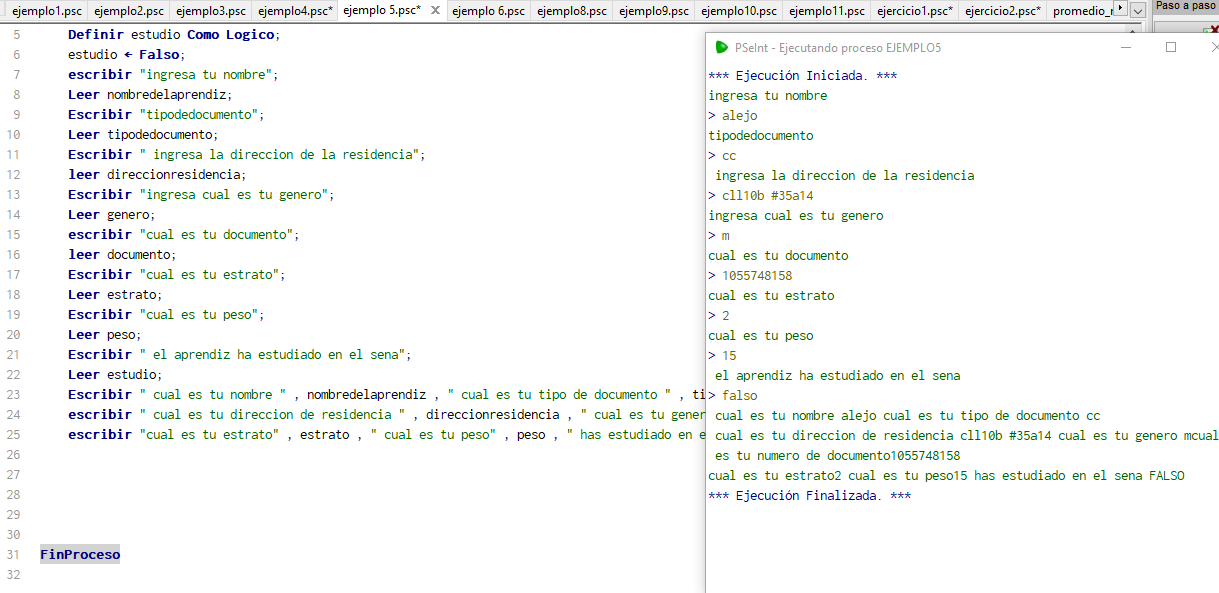 ejemplo1.psc ejemplo2.psc ejemplo3.psc ejemplo4.psc* ejemplo 5.psc* X ejemplo 6.psc ejemplo8.psc ejemplo9.psc ejemplo10.psc ejemplo11.psc ejercicio1.psc* ejercicio2.psc* promedio_
Paso a paso
5 Definir estudio Como Logico;
6 estudio ← Falso;
7 escribir "ingresa tu nombre";
8 Leer nombredelaprendiz;
9 Escribir "tipodedocumento";
10 Leer tipodedocumento;
11 Escribir " ingresa la direccion de la residencia";
12 leer direccionresidencia;
13 Escribir "ingresa cual es tu genero";
14 Leer genero;
15 escribir "cual es tu documento";
16 leer documento;
17 Escribir "cual es tu estrato";
18 Leer estrato;
19 Escribir "cual es tu peso";
20 Leer peso;
21 Escribir " el aprendiz ha estudiado en el sena";
22 Leer estudio;
23 Escribir " cual es tu nombre " , nombredelaprendiz , " cual es tu tipo de documento " , ti
24 escribir " cual es tu direccion de residencia " , direccionresidencia , " cual es tu gener
25 escribir "cual es tu estrato" , estrato , " cual es tu peso" , peso , " has estudiado en e
26
27
28
29
30
31 FinProceso
32
PSeInt - Ejecutando proceso EJEMPLO5
*** Ejecución Iniciada. ***
ingresa tu nombre
> alejo
tipodedocumento
> cc
ingresa la direccion de la residencia
> cll10b #35a14
ingresa cual es tu genero
> m
cual es tu documento
> 1055748158
cual es tu estrato
> 2
cual es tu peso
> 15
el aprendiz ha estudiado en el sena
> falso
cual es tu nombre alejo cual es tu tipo de documento cc
cual es tu direccion de residencia cll10b #35a14 cual es tu genero mcual
es tu numero de documento1055748158
cual es tu estrato2 cual es tu peso15 has estudiado en el sena FALSO
*** Ejecución Finalizada. ***